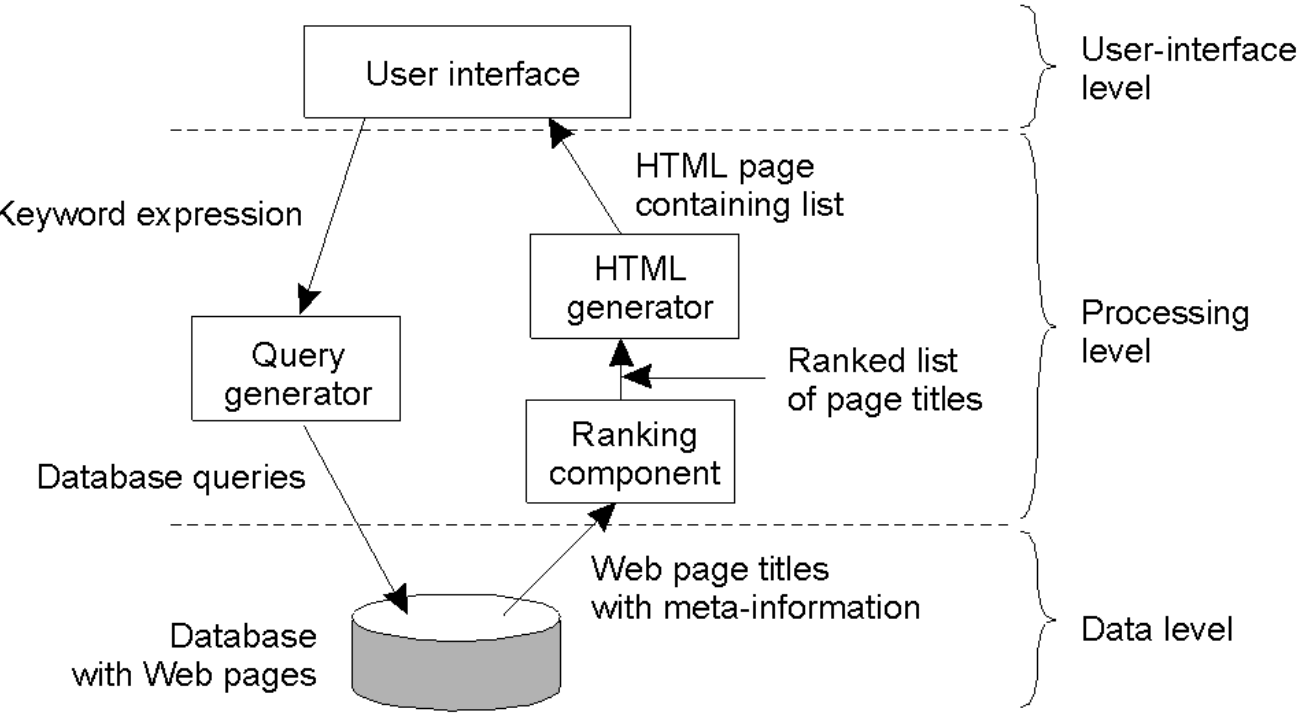 User interface
User-interface
level
HTML page
containing list
Keyword expression
HTML
generator
Processing
level
Query
generator
Ranked list
of page titles
Ranking
component
Database queries
Web page titles
with meta-information
Database
with Web pages
Data level